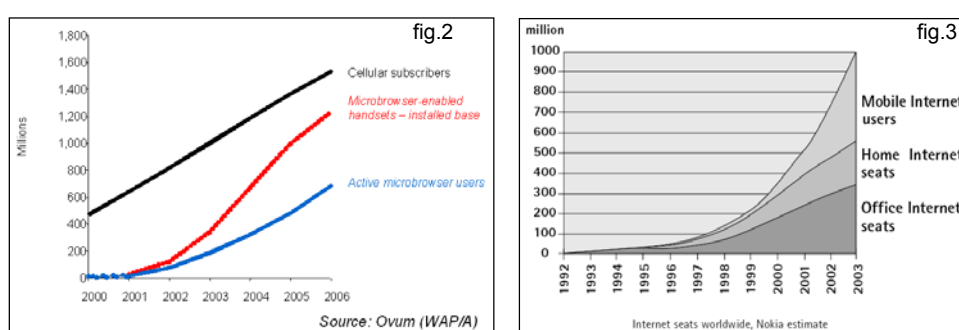 fig.2
1,800
1,600
1,400
1,200
1,000
800
600
400
200
0
Millions
Cellular subscribers
Microbrowser-enabled
handsets – installed base
Active microbrowser users
2000 2001 2002 2003 2004 2005 2006
Source: Ovum (WAP/A)
million
fig.3
1000
900
800
700
600
500
400
300
200
100
0
Mobile Internet
users
Home Internet
seats
Office Internet
seats
1992 1993 1994 1995 1996 1997 1998 1999 2000 2001 2002 2003
Internet seats worldwide, Nokia estimate